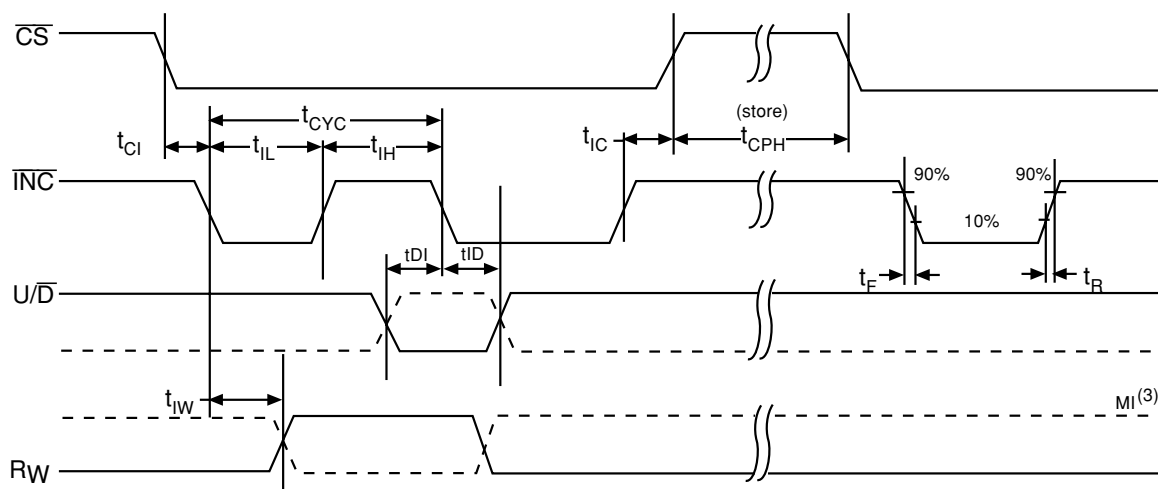 CS
(store)
tCYC
tCI
tIL
tIH
tIC
tCPH
INC
90%
90%
10%
tDI
tID
U/D
tF
tR
tIW
MI(3)
RW